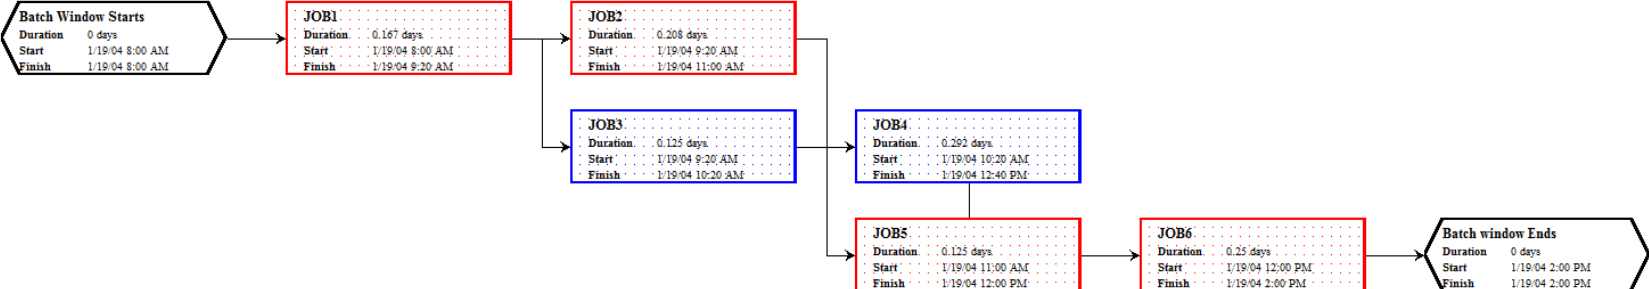 Batch Window Starts
Duration 0 days
Start 1/19/04 8:00 AM
Finish 1/19/04 8:00 AM
JOB1
Duration 0.167 days
Start 1/19/04 8:00 AM
Finish 1/19/04 9:20 AM
JOB2
Duration 0.208 days
Start 1/19/04 9:20 AM
Finish 1/19/04 11:00 AM
JOB3
Duration 0.125 days
Start 1/19/04 9:20 AM
Finish 1/19/04 10:20 AM
JOB4
Duration 0.292 days
Start 1/19/04 10:20 AM
Finish 1/19/04 12:40 PM
JOB5
Duration 0.125 days
Start 1/19/04 11:00 AM
Finish 1/19/04 12:00 PM
JOB6
Duration 0.25 days
Start 1/19/04 12:00 PM
Finish 1/19/04 2:00 PM
Batch window Ends
Duration 0 days
Start 1/19/04 2:00 PM
Finish 1/19/04 2:00 PM